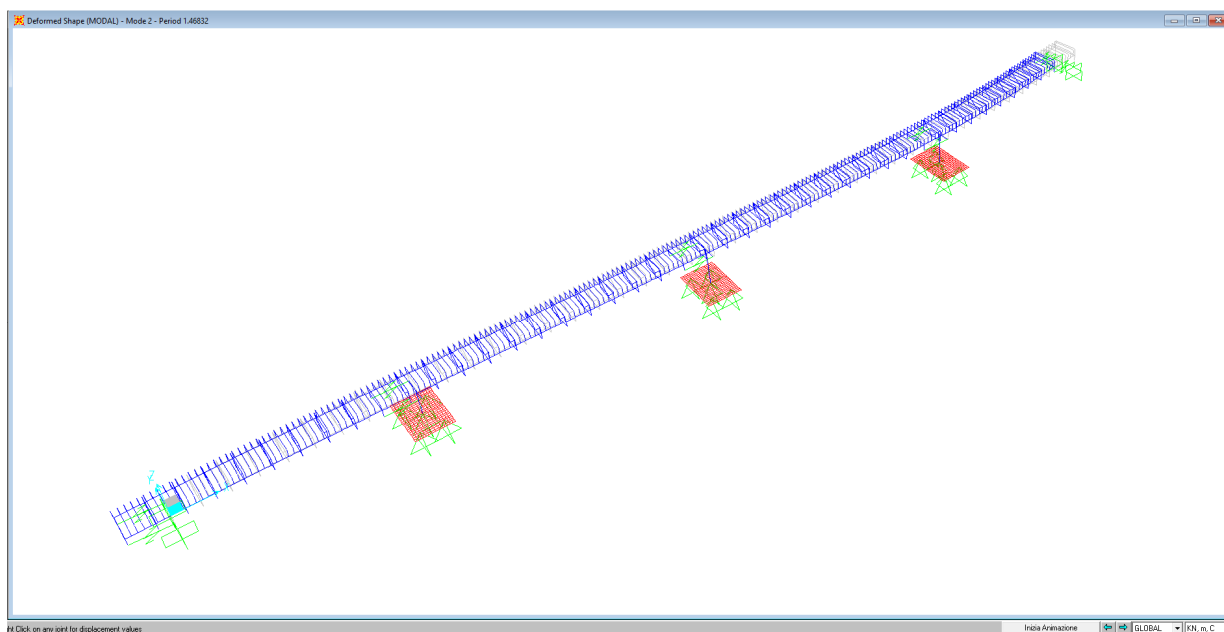 Deformed Shape (MODAL) - Mode 2 - Period 1.46832
Z
ht Click on any joint for displacement values
Inizia Animazione
GLOBAL
KN, m, C